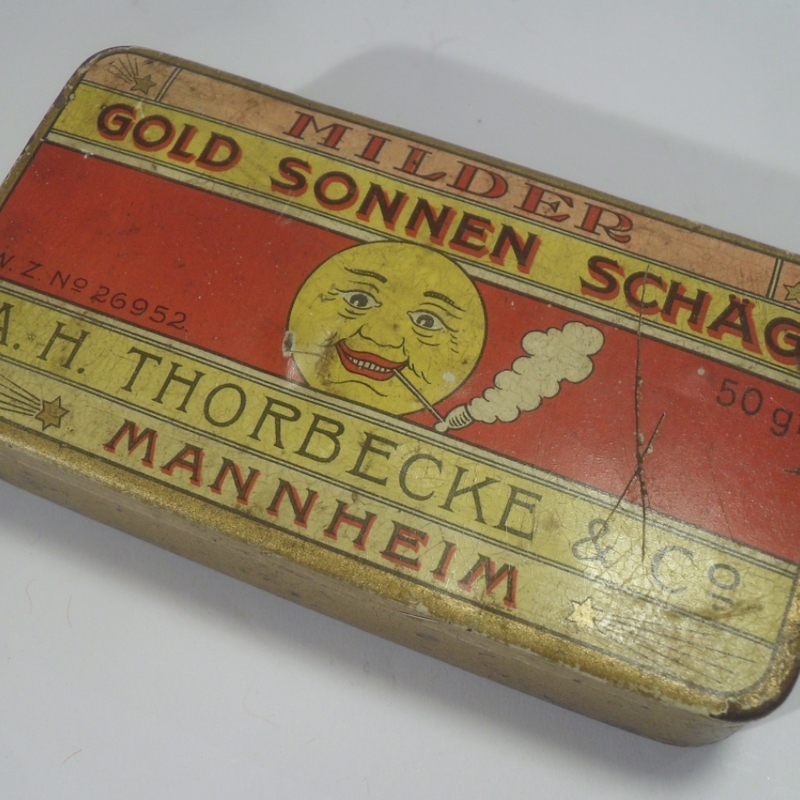 MILDER
GOLD SONNEN SCHÄG
W. Z. No 26952.
50 g
A. H. THORBECKE & Co
MANNHEIM